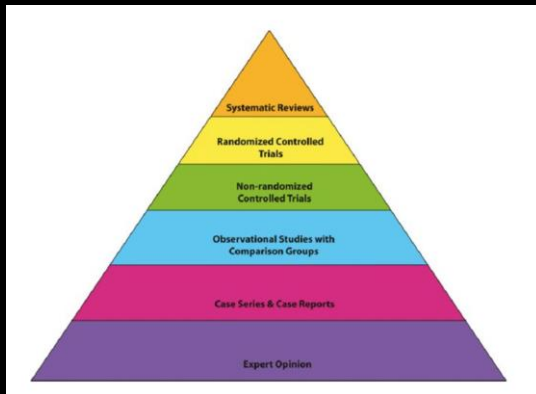 Systematic Reviews
Randomized Controlled
Trials
Non-randomized
Controlled Trials
Observational Studies with
Comparison Groups
Case Series & Case Reports
Expert Opinion